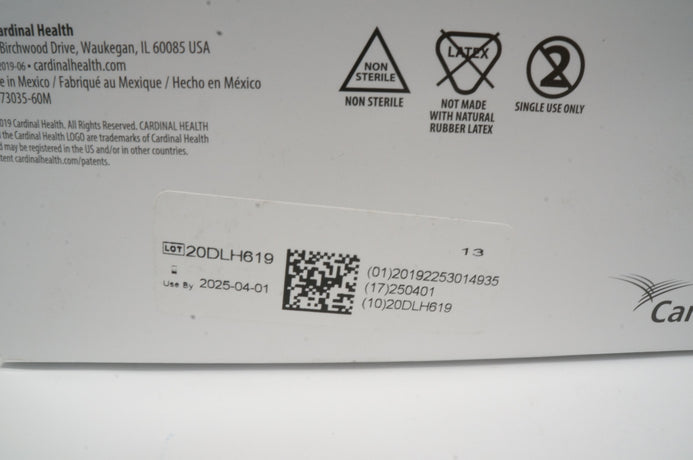 Cardinal Health
Birchwood Drive, Waukegan, IL 60085 USA
2019-06 • cardinalhealth.com
in Mexico / Fabriqué au Mexique / Hecho en México
73035-60M
2019 Cardinal Health. All Rights Reserved. CARDINAL HEALTH
the Cardinal Health LOGO are trademarks of Cardinal Health
may be registered in the US and/or in other countries.
cardinalhealth.com/patents.
NON
STERILE
NON STERILE
LATEX
NOT MADE
WITH NATURAL
RUBBER LATEX
2
SINGLE USE ONLY
LOT 20DLH619
Use By 2025-04-01
13
(01)20192253014935
(17)250401
(10)20DLH619
Car